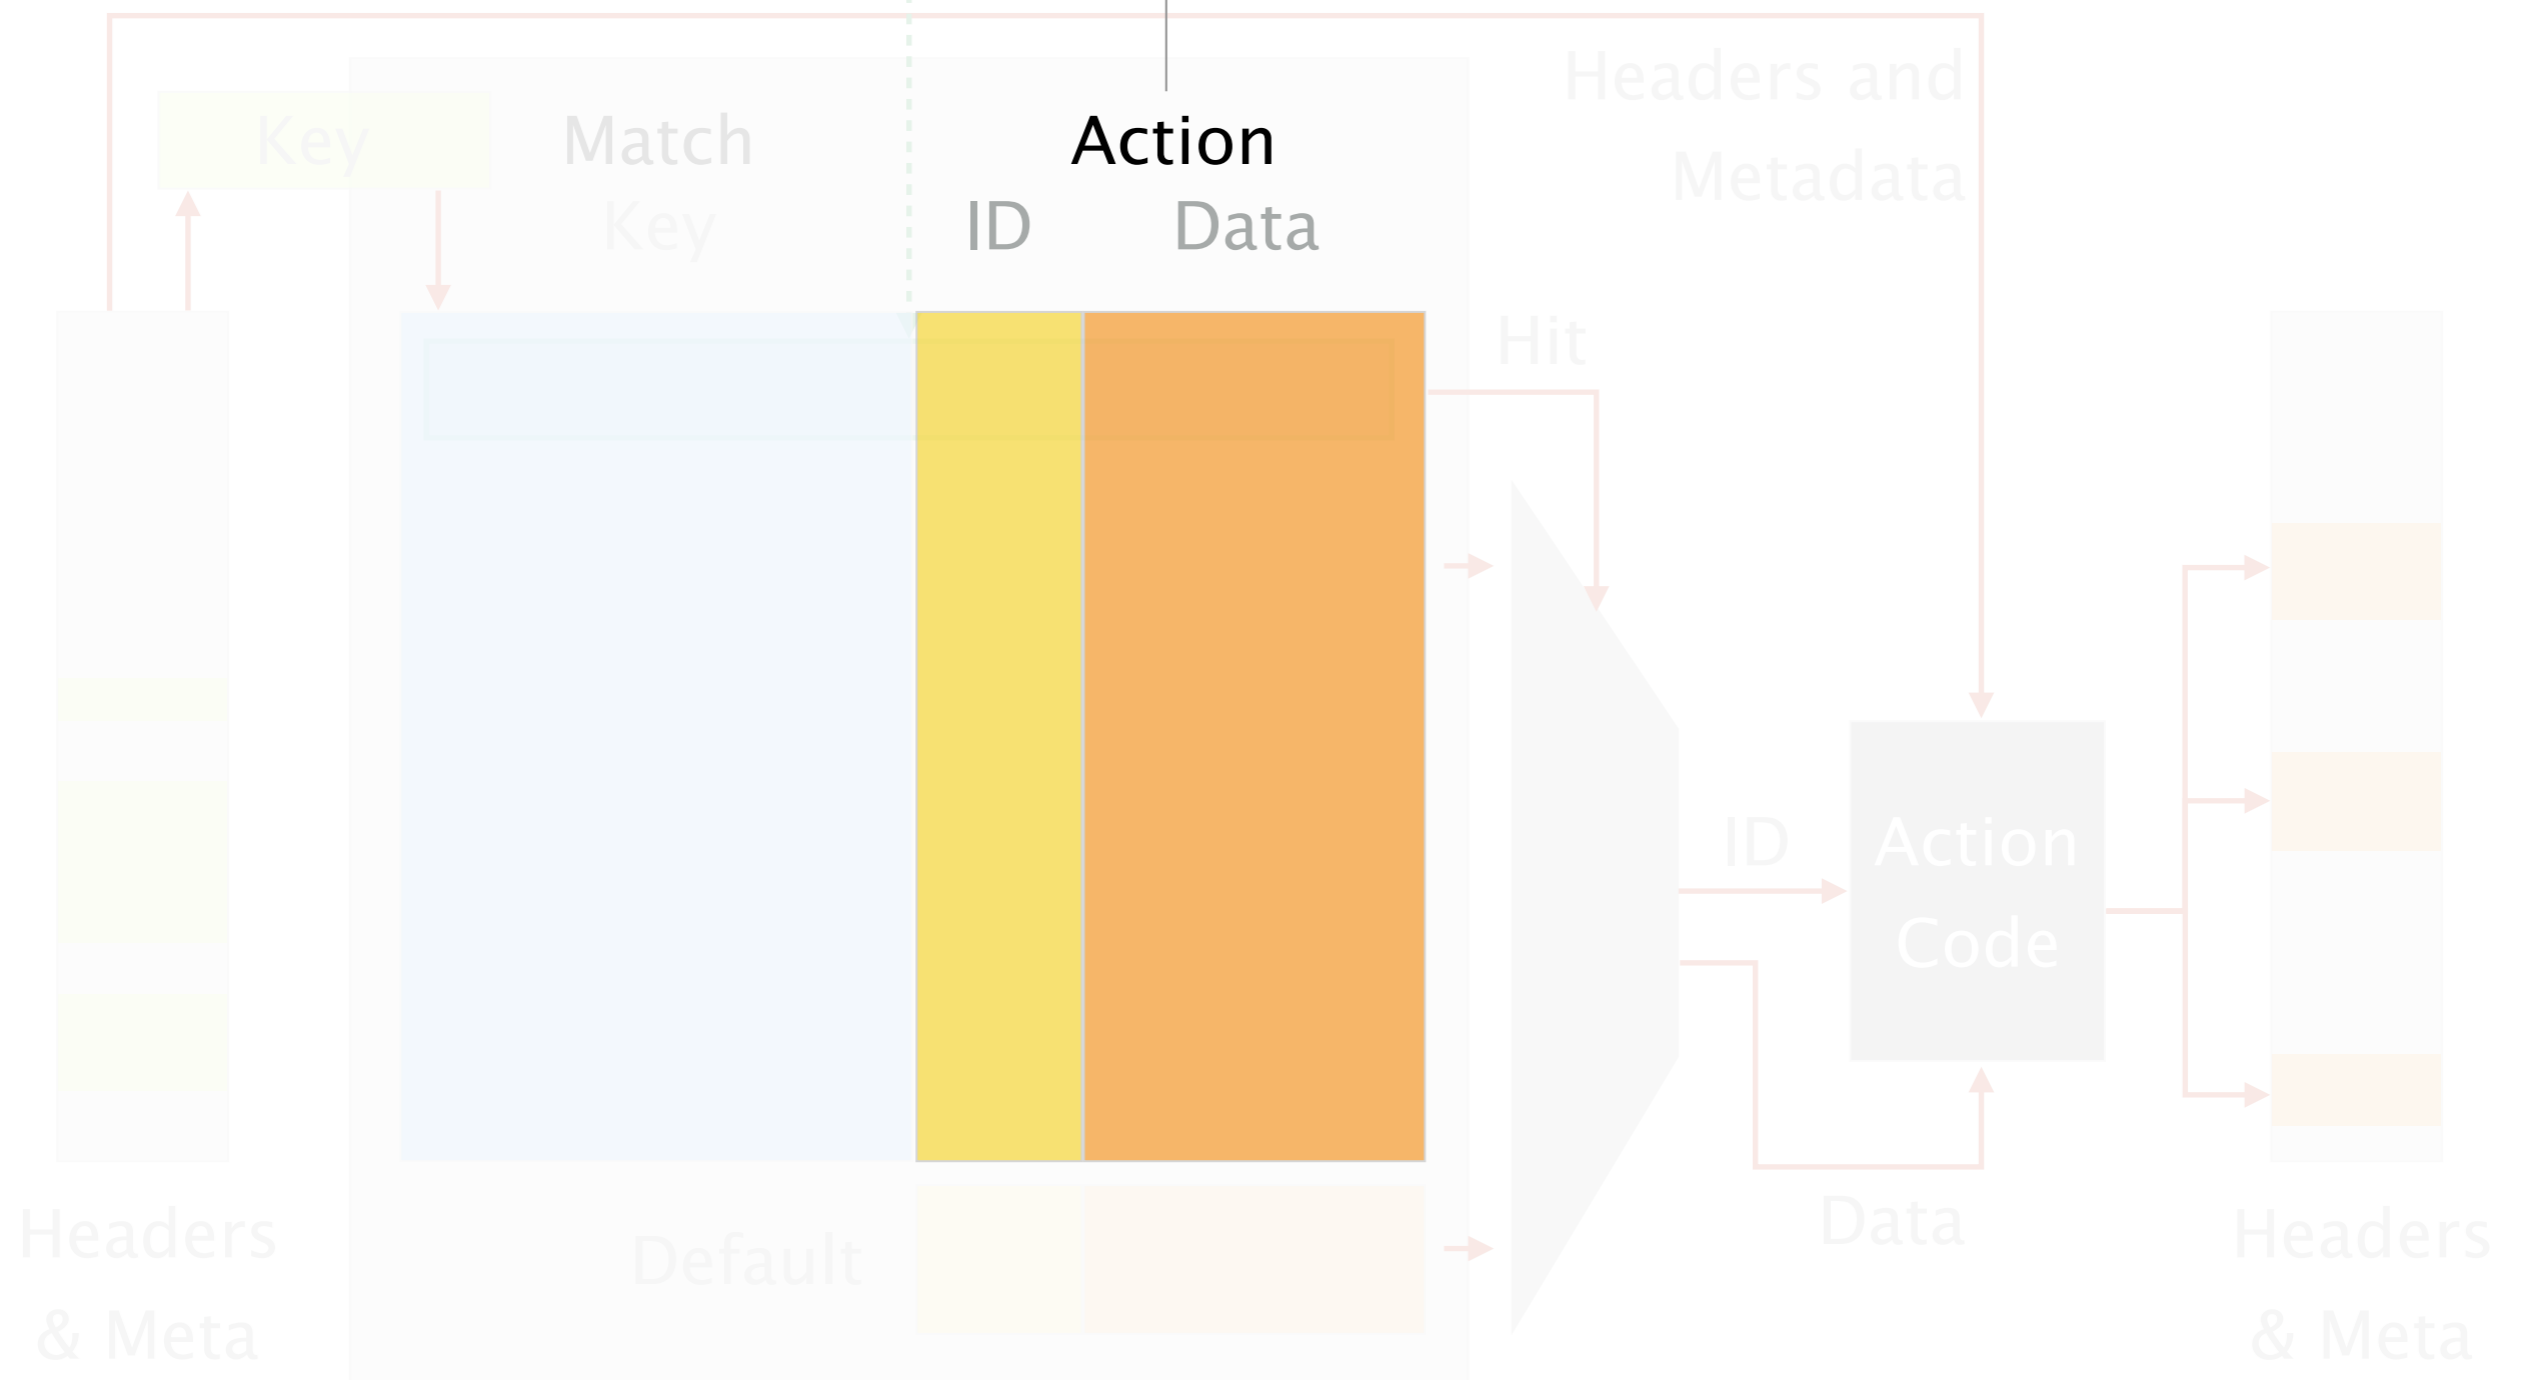 Headers and
Metadata
Key
Match
Action
Key
ID
Data
Hit
ID
Action
Code
Data
Default
Headers
& Meta
Headers
& Meta